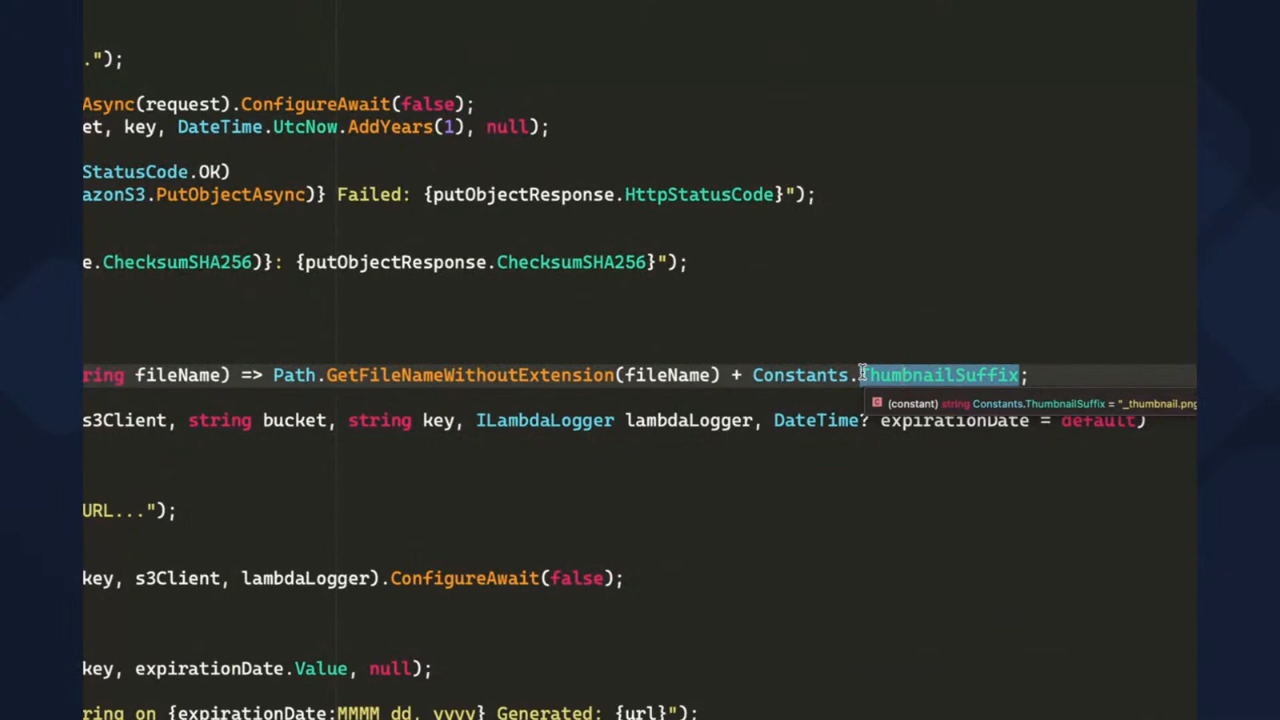 .");
Async(request).ConfigureAwait(false);
et, key, DateTime.UtcNow.AddYears(1), null);
StatusCode.OK)
azonS3.PutObjectAsync)} Failed: {putObjectResponse.HttpStatusCode}");
e.ChecksumSHA256)}: {putObjectResponse.ChecksumSHA256}");
ring fileName) => Path.GetFileNameWithoutExtension(fileName) + Constants.ThumbnailSuffix;
(constant) string Constants.ThumbnailSuffix = "_thumbnail.png
s3Client, string bucket, string key, ILambdaLogger lambdaLogger, DateTime? expirationDate = default)
URL...");
key, s3Client, lambdaLogger).ConfigureAwait(false);
key, expirationDate.Value, null);
ring on {expirationDate:MMMM dd, yyyy} Generated: {url}");